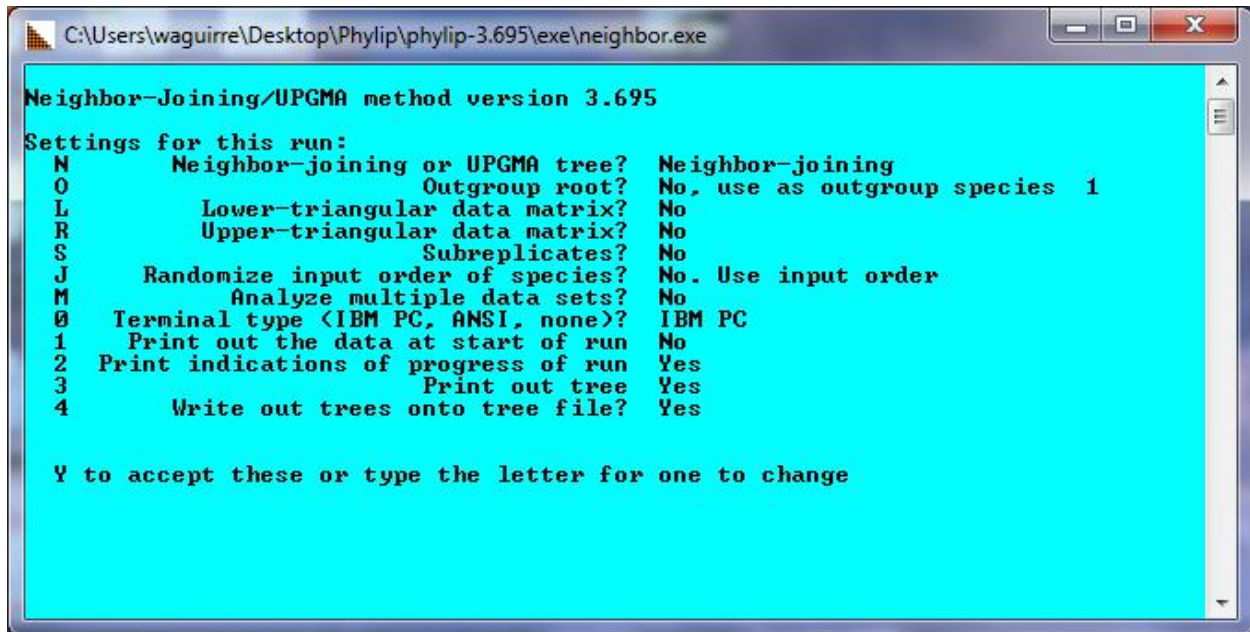 C:\Users\waguirre\Desktop\Phylip\phylip-3.695\exe\neighbor.exe
Neighbor-Joining/UPGMA method version 3.695
Settings for this run:
N Neighbor-joining or UPGMA tree? Neighbor-joining
O Outgroup root? No, use as outgroup species 1
L Lower-triangular data matrix? No
R Upper-triangular data matrix? No
S Subreplicates? No
J Randomize input order of species? No. Use input order
M Analyze multiple data sets? No
0 Terminal type (IBM PC, ANSI, none)? IBM PC
1 Print out the data at start of run No
2 Print indications of progress of run Yes
3 Print out tree Yes
4 Write out trees onto tree file? Yes
Y to accept these or type the letter for one to change